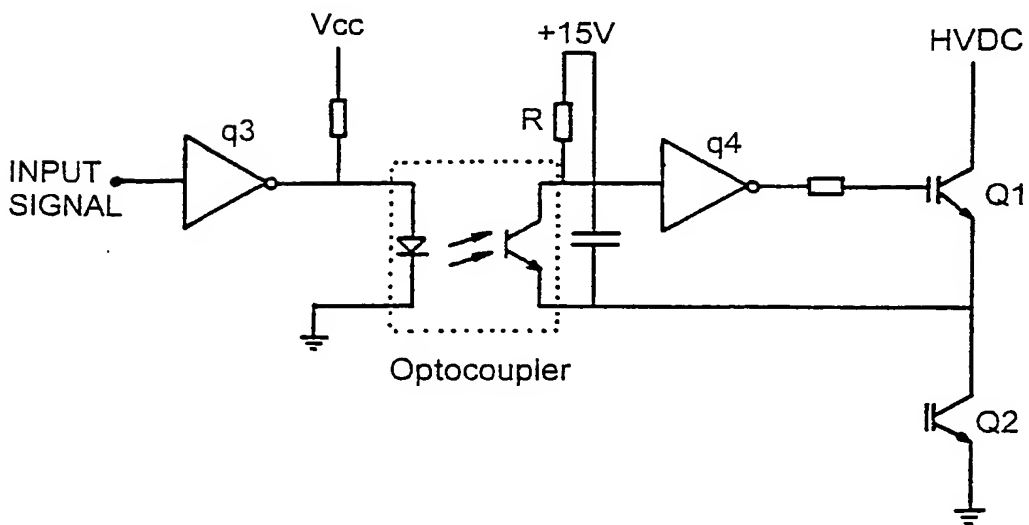 Vcc
+15V
HVDC
q3
R
q4
INPUT
SIGNAL
Q1
Optocoupler
Q2